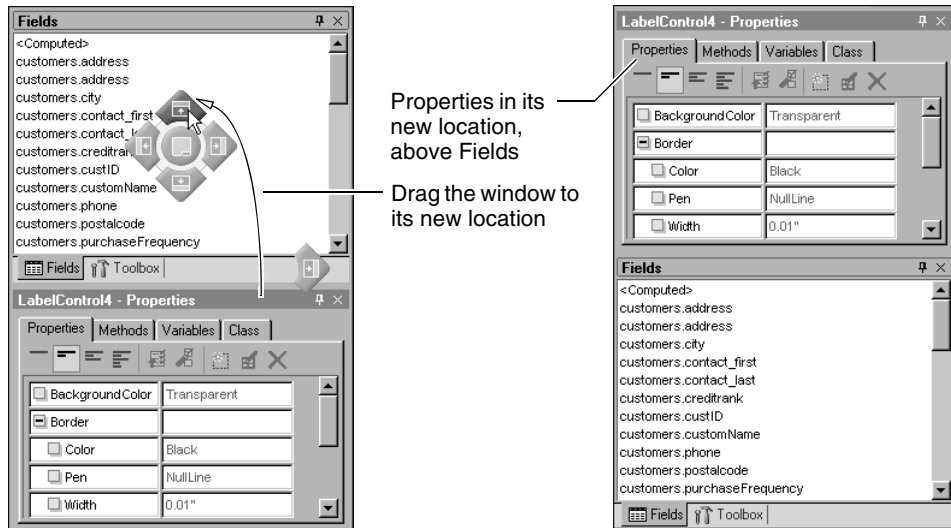 Fields
<Computed>
customers.address
customers.address
customers.city
customers.contact_first
customers.contact_l
customers.creditrank
customers.custID
customers.customName
customers.phone
customers.postalcode
customers.purchaseFrequency
Fields
Toolbox
LabelControl4 - Properties
Properties Methods Variables Class
BackgroundColor Transparent
Border
Color Black
Pen NullLine
Width 0.01"
Properties in its
new location,
above Fields
Drag the window to
its new location
LabelControl4 - Properties
Properties Methods Variables Class
BackgroundColor Transparent
Border
Color Black
Pen NullLine
Width 0.01"
Fields
<Computed>
customers.address
customers.address
customers.city
customers.contact_first
customers.contact_last
customers.creditrank
customers.custID
customers.customName
customers.phone
customers.postalcode
customers.purchaseFrequency
Fields
Toolbox